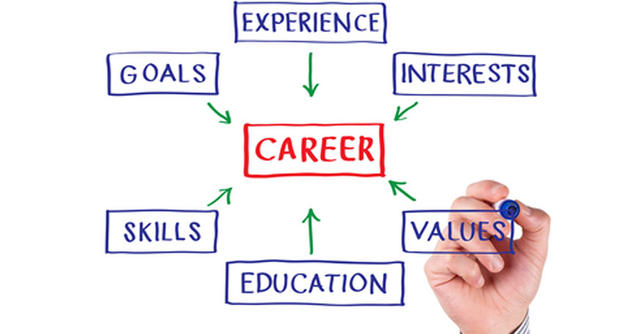 EXPERIENCE
GOALS
INTERESTS
CAREER
SKILLS
VALUES
EDUCATION